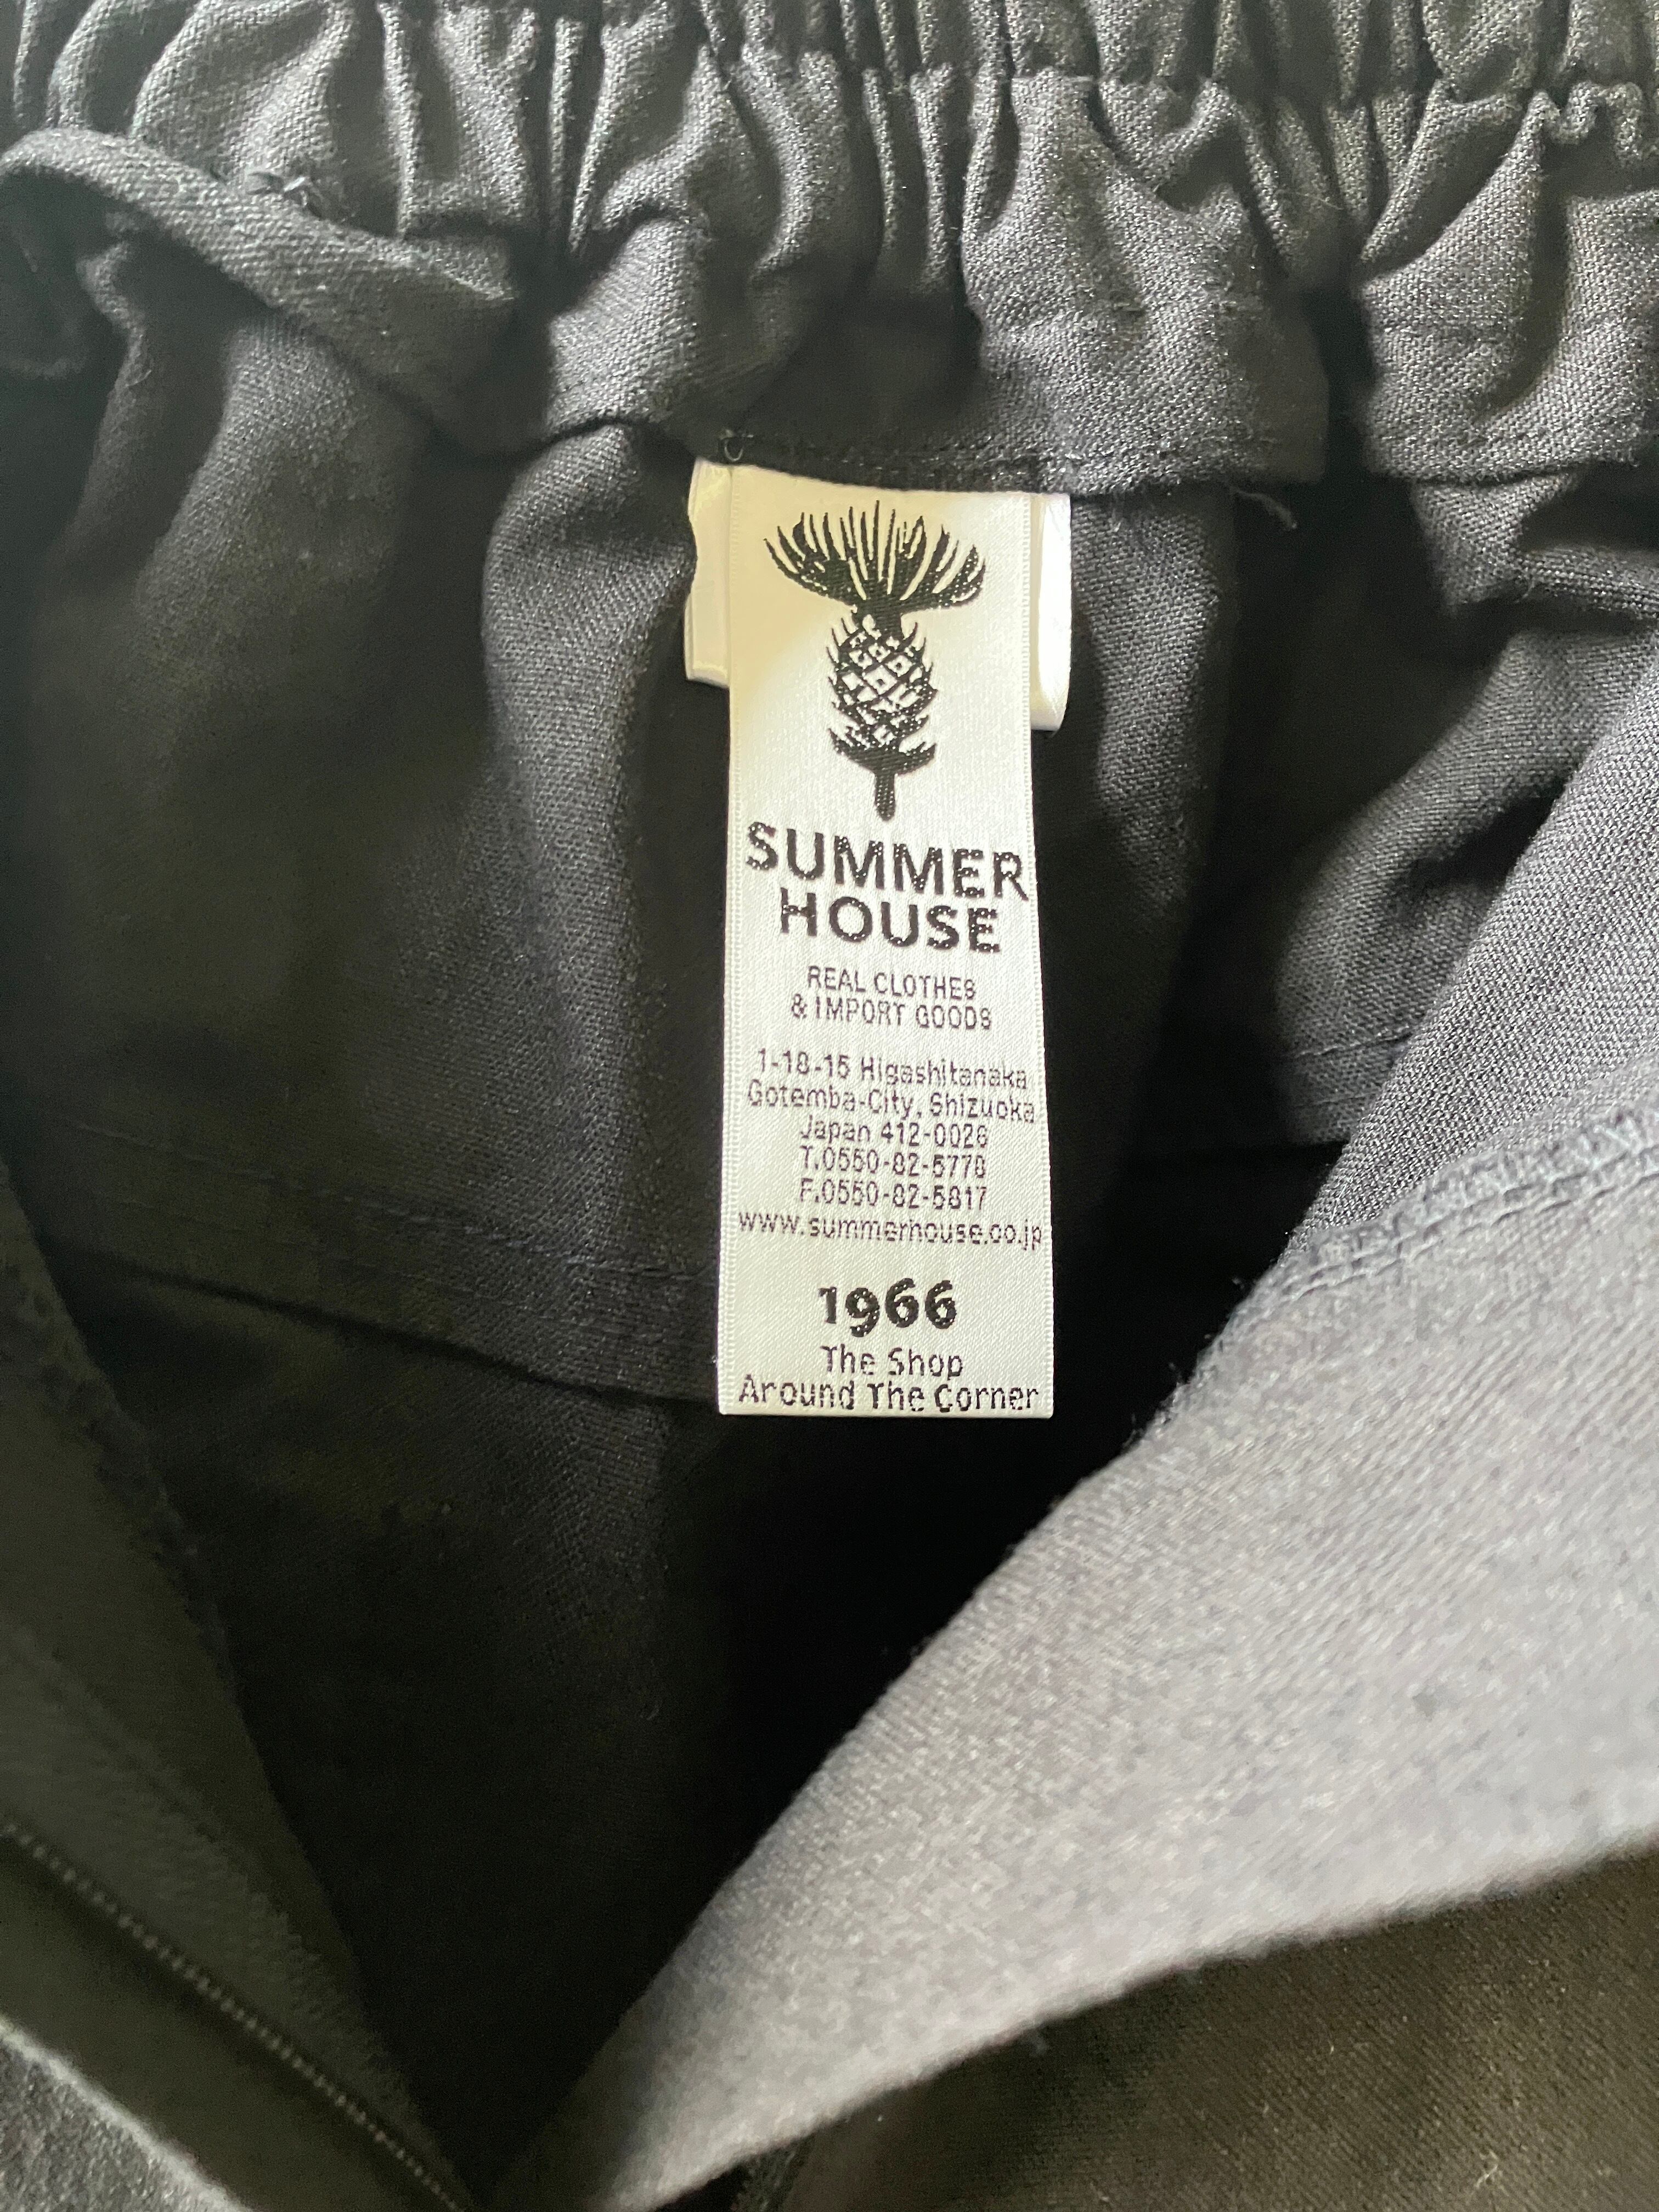 SUMMER
HOUSE
REAL CLOTHES
& IMPORT GOODS
1-18-15 Higashitanaka
Gotemba-City, Shizuoka
Japan 412-0026
T.0550-82-5778
F.0550-82-5817
www.summerhouse.co.jp
1966
The Shop
Around The Corner